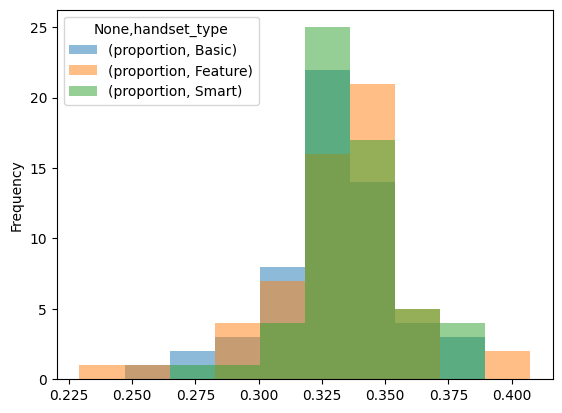 None,handset_type
(proportion, Basic)
(proportion, Feature)
(proportion, Smart)
Frequency
25
20
15
10
5
0
0.225 0.250 0.275 0.300 0.325 0.350 0.375 0.400